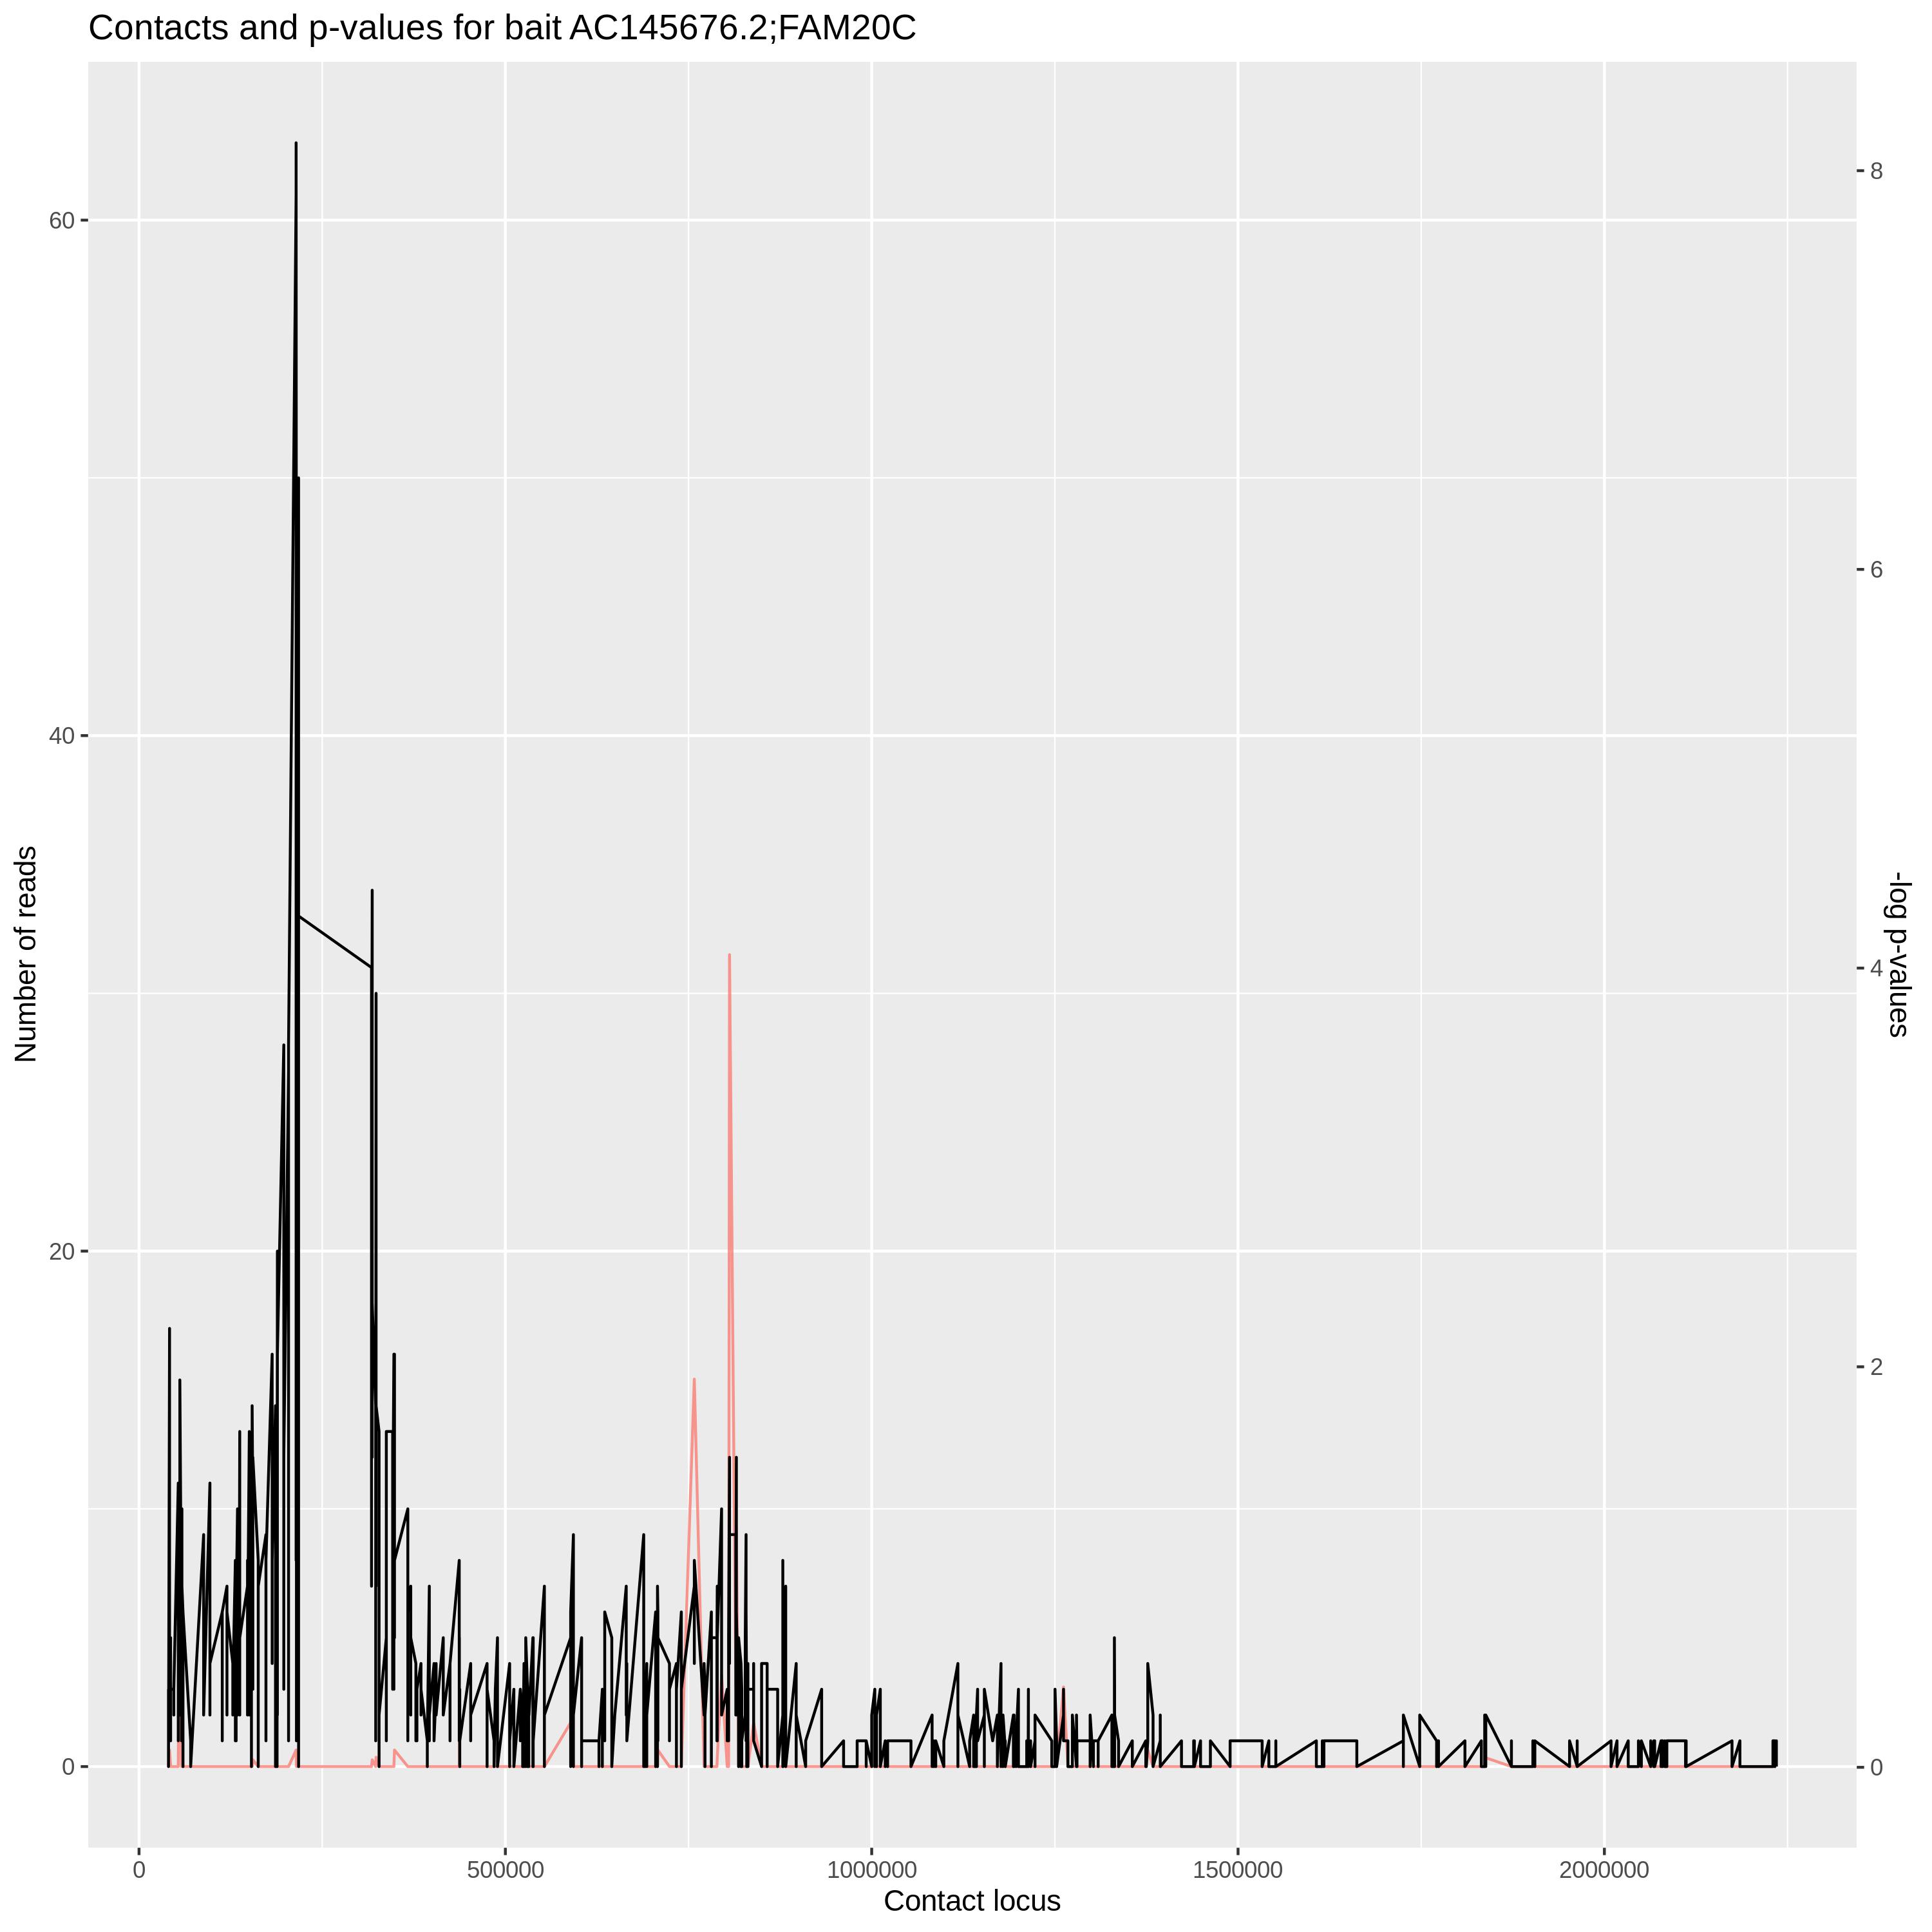 Contacts and p-values for bait AC145676.2;FAM20C
60
40
20
0
8
6
4
2
0
Number of reads
-log p-values
0 500000 1000000 1500000 2000000
Contact locus